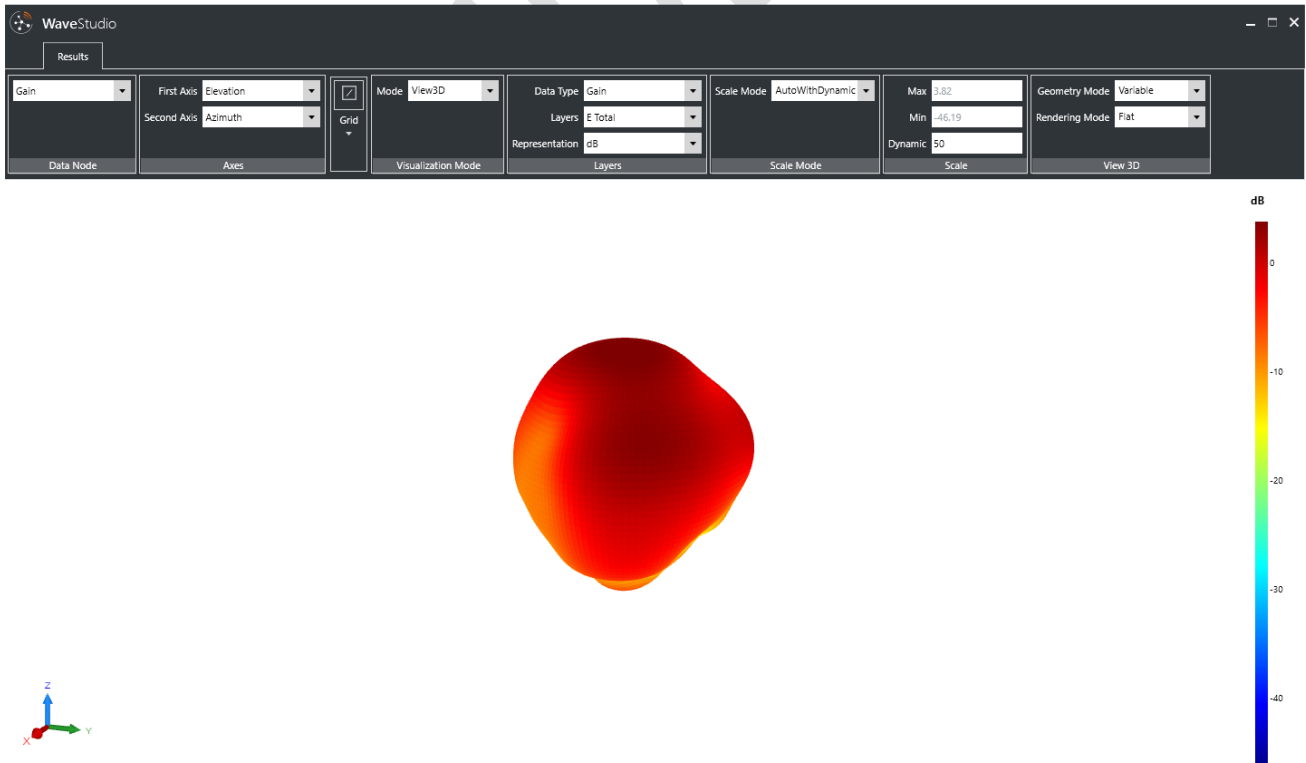 WaveStudio
Results
Gain
Data Node
First Axis Elevation
Second Axis Azimuth
Axes
Grid
Mode View3D
Visualization Mode
Data Type Gain
Layers E Total
Representation dB
Layers
Scale Mode AutoWithDynamic
Scale Mode
Max 3.82
Min -46.19
Dynamic 50
Scale
Geometry Mode Variable
Rendering Mode Flat
View 3D
dB
0
-10
-20
-30
-40
Z
Y
X